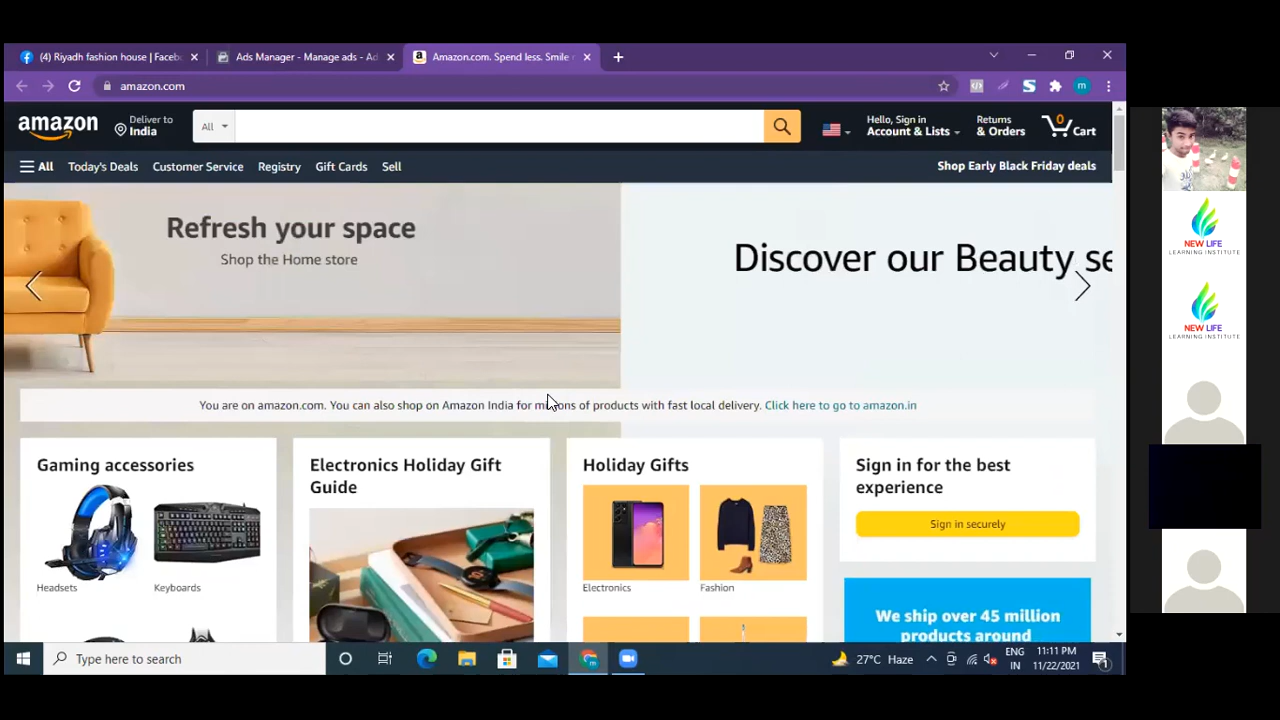 (4) Riyadh fashion house | Facebo
Ads Manager - Manage ads - Ad
Amazon.com. Spend less. Smile
amazon.com
m
amazon
Deliver to
India
All
Hello, Sign in
Account & Lists
Returns
& Orders
0
Cart
All
Today's Deals
Customer Service
Registry
Gift Cards
Sell
Shop Early Black Friday deals
Refresh your space
Shop the Home store
Discover our Beauty se
You are on amazon.com. You can also shop on Amazon India for millions of products with fast local delivery. Click here to go to amazon.in
Gaming accessories
Headsets
Keyboards
Electronics Holiday Gift
Guide
Holiday Gifts
Electronics
Fashion
Sign in for the best
experience
Sign in securely
We ship over 45 million
products around
NEW LIFE
LEARNING INSTITUTE
NEW LIFE
LEARNING INSTITUTE
Type here to search
27°C Haze
ENG
IN
11:11 PM
11/22/2021
1